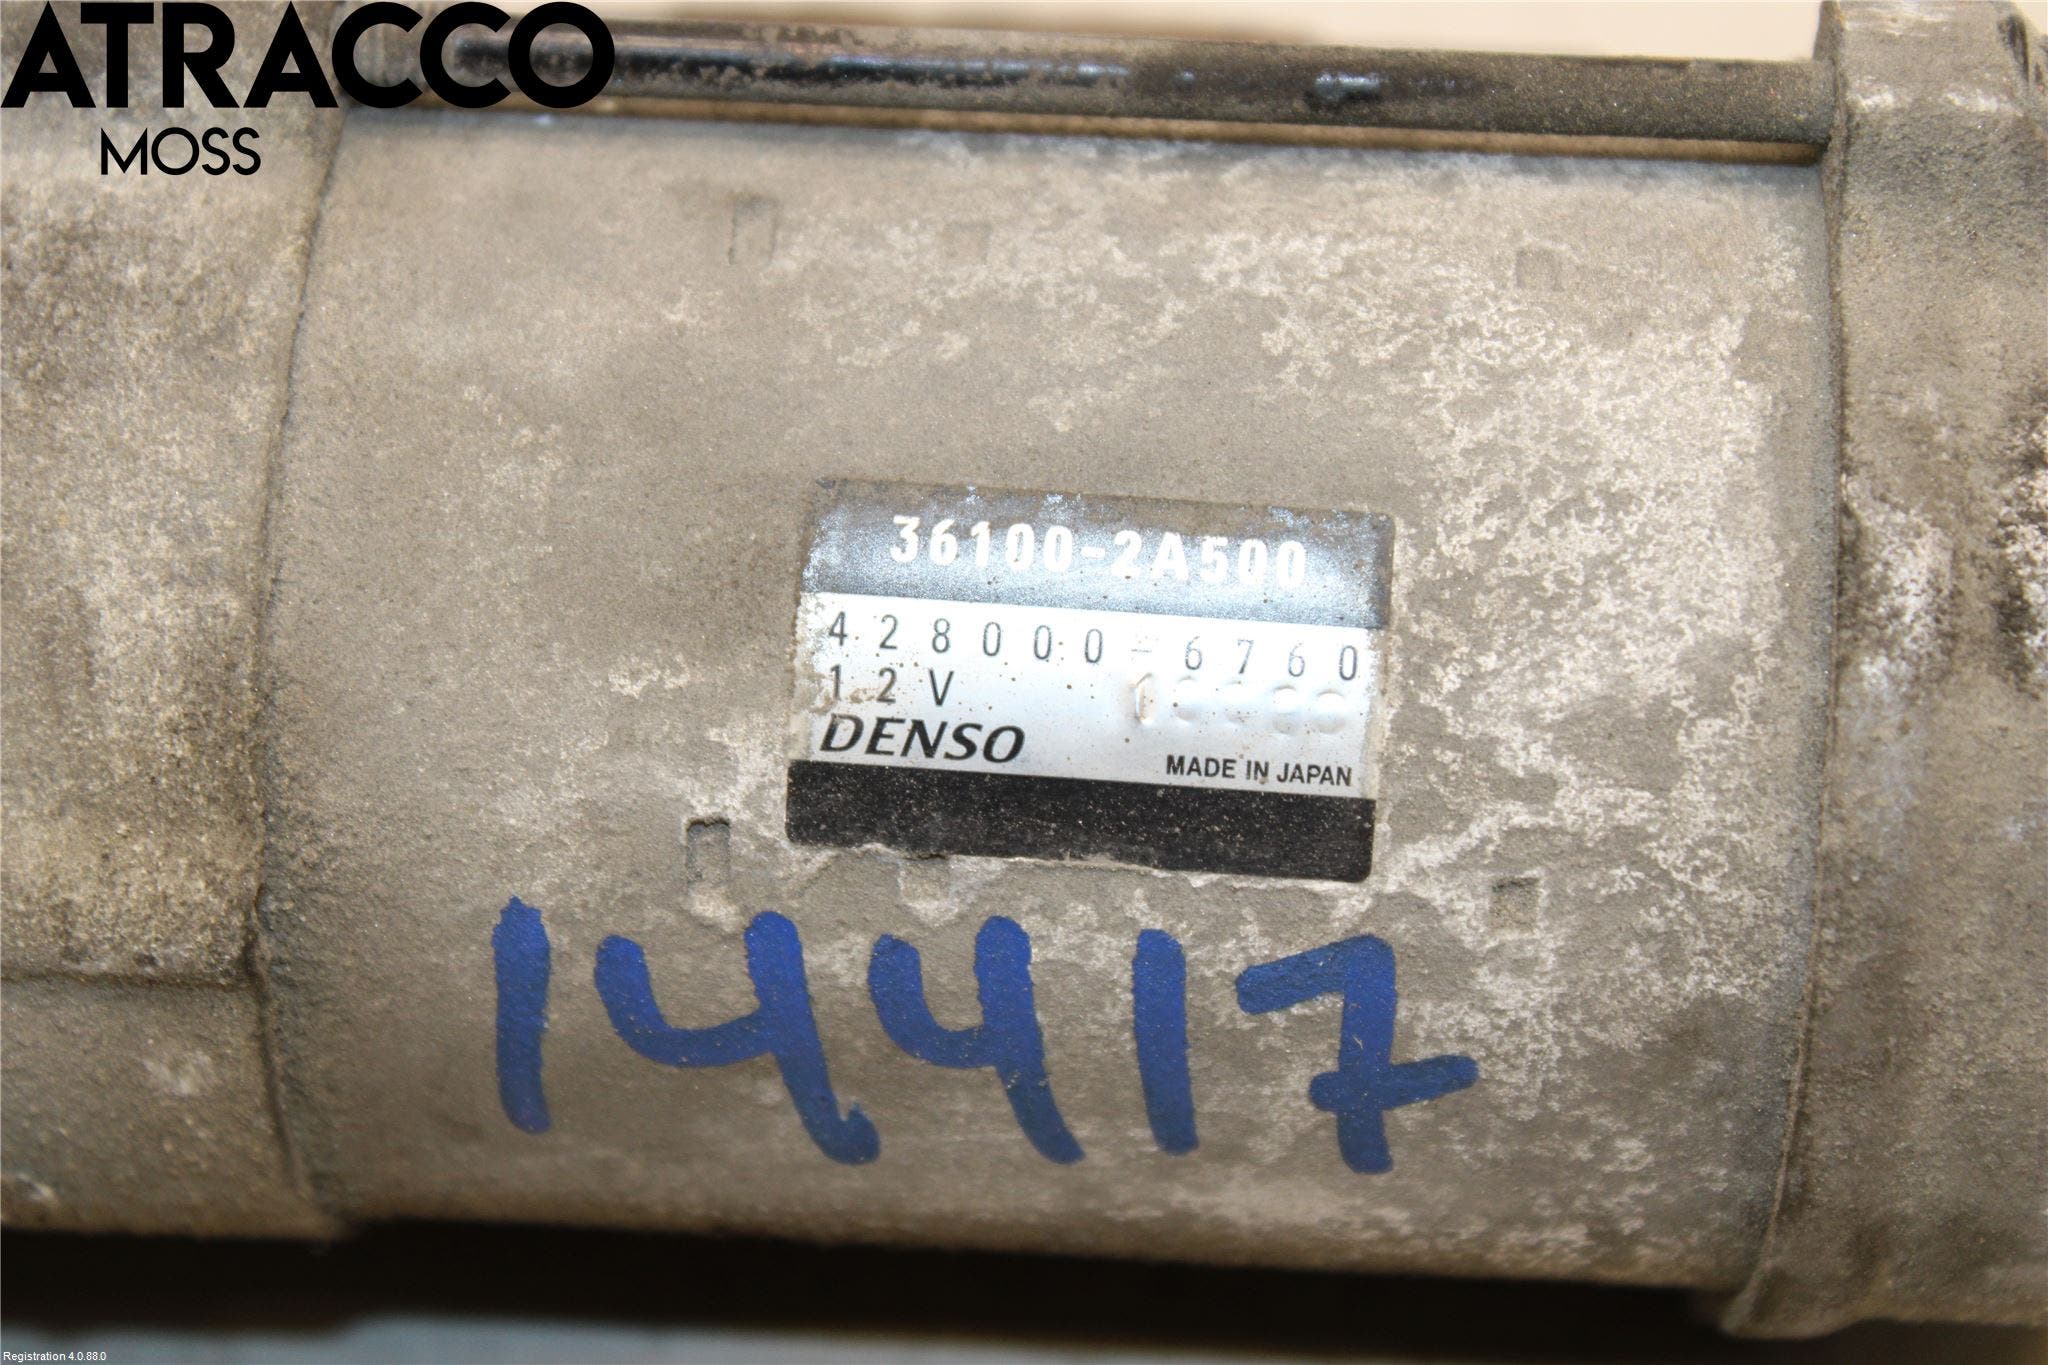 ATRACCO
MOSS
36100-2A500
428000-6760
12V
DENSO
MADE IN JAPAN
14417
Registration 4.0.88.0